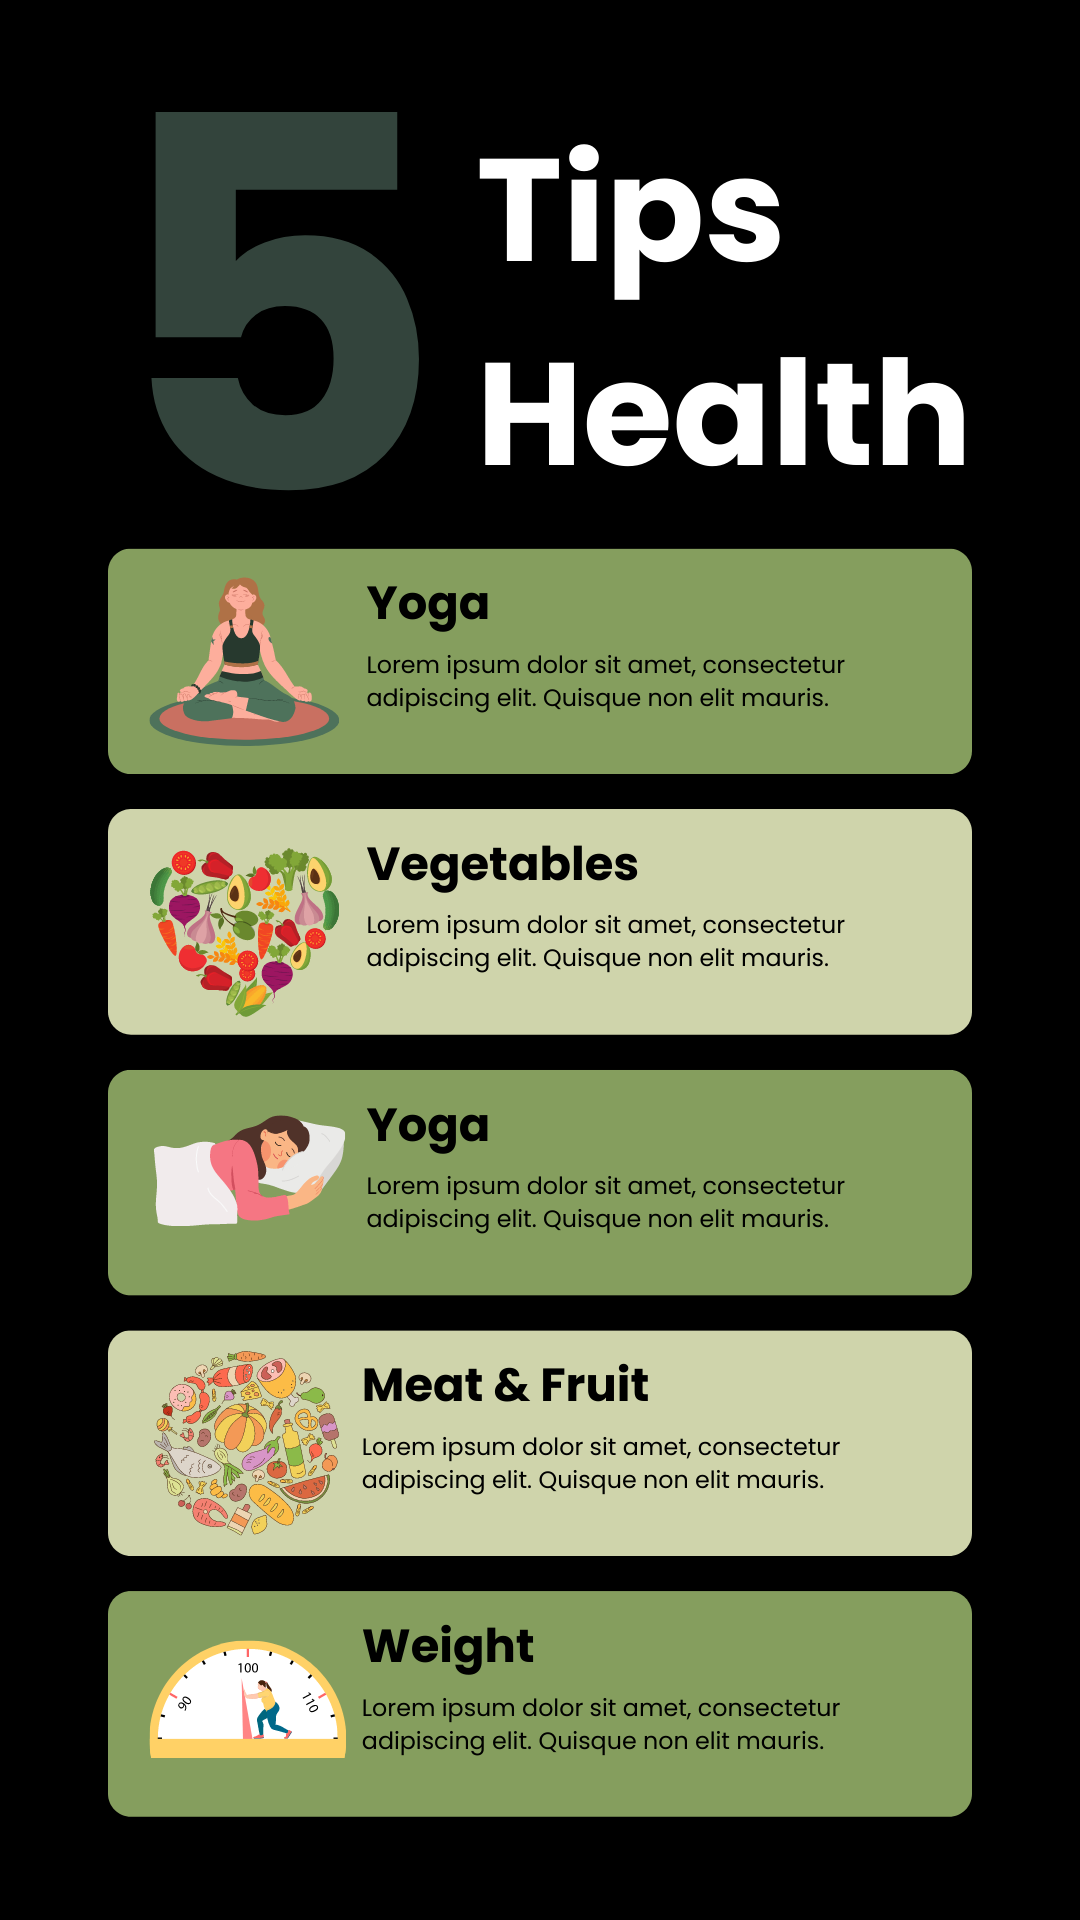 5
Tips
Health
Yoga
Lorem ipsum dolor sit amet, consectetur
adipiscing elit. Quisque non elit mauris.
Vegetables
Lorem ipsum dolor sit amet, consectetur
adipiscing elit. Quisque non elit mauris.
Yoga
Lorem ipsum dolor sit amet, consectetur
adipiscing elit. Quisque non elit mauris.
Meat & Fruit
Lorem ipsum dolor sit amet, consectetur
adipiscing elit. Quisque non elit mauris.
90
100
110
Weight
Lorem ipsum dolor sit amet, consectetur
adipiscing elit. Quisque non elit mauris.